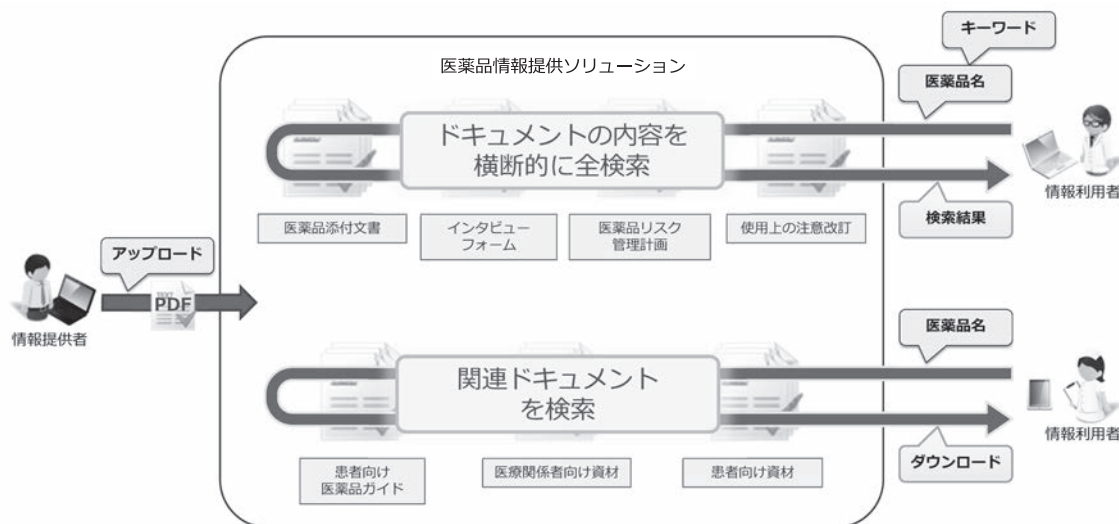 キーワード
医薬品情報提供ソリューション
医薬品名
ドキュメントの内容を
横断的に全検索
情報利用者
検索結果
医薬品添付文書
インタビュー
フォーム
医薬品リスク
管理計画
使用上の注意改訂
アップロード
TEXT
PDF
情報提供者
医薬品名
関連ドキュメント
を検索
情報利用者
ダウンロード
患者向け
医薬品ガイド
医療関係者向け資材
患者向け資材